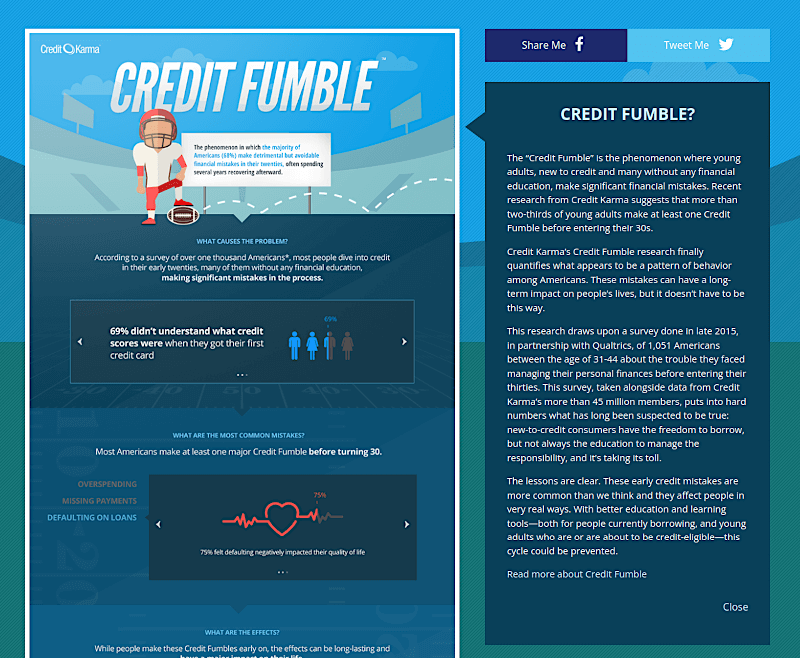 Credit Karma
CREDIT FUMBLE™
The phenomenon in which the majority of
Americans (68%) make detrimental but avoidable
financial mistakes in their twenties, often spending
several years recovering afterward.
WHAT CAUSES THE PROBLEM?
According to a survey of over one thousand Americans*, most people dive into credit
in their early twenties, many of them without any financial education,
making significant mistakes in the process.
69% didn't understand what credit
scores were when they got their first
credit card
69%
WHAT ARE THE MOST COMMON MISTAKES?
Most Americans make at least one major Credit Fumble before turning 30.
OVERSPENDING
MISSING PAYMENTS
DEFAULTING ON LOANS
75%
75% felt defaulting negatively impacted their quality of life
WHAT ARE THE EFFECTS?
While people make these Credit Fumbles early on, the effects can be long-lasting and
have a major impact on their life.
Share Me
Tweet Me
CREDIT FUMBLE?
The “Credit Fumble” is the phenomenon where young
adults, new to credit and many without any financial
education, make significant financial mistakes. Recent
research from Credit Karma suggests that more than
two-thirds of young adults make at least one Credit
Fumble before entering their 30s.
Credit Karma's Credit Fumble research finally
quantifies what appears to be a pattern of behavior
among Americans. These mistakes can have a long-
term impact on people's lives, but it doesn't have to be
this way.
This research draws upon a survey done in late 2015,
in partnership with Qualtrics, of 1,051 Americans
between the age of 31-44 about the trouble they faced
managing their personal finances before entering their
thirties. This survey, taken alongside data from Credit
Karma's more than 45 million members, puts into hard
numbers what has long been suspected to be true:
new-to-credit consumers have the freedom to borrow,
but not always the education to manage the
responsibility, and it's taking its toll.
The lessons are clear. These early credit mistakes are
more common than we think and they affect people in
very real ways. With better education and learning
tools—both for people currently borrowing, and young
adults who are or are about to be credit-eligible—this
cycle could be prevented.
Read more about Credit Fumble
Close